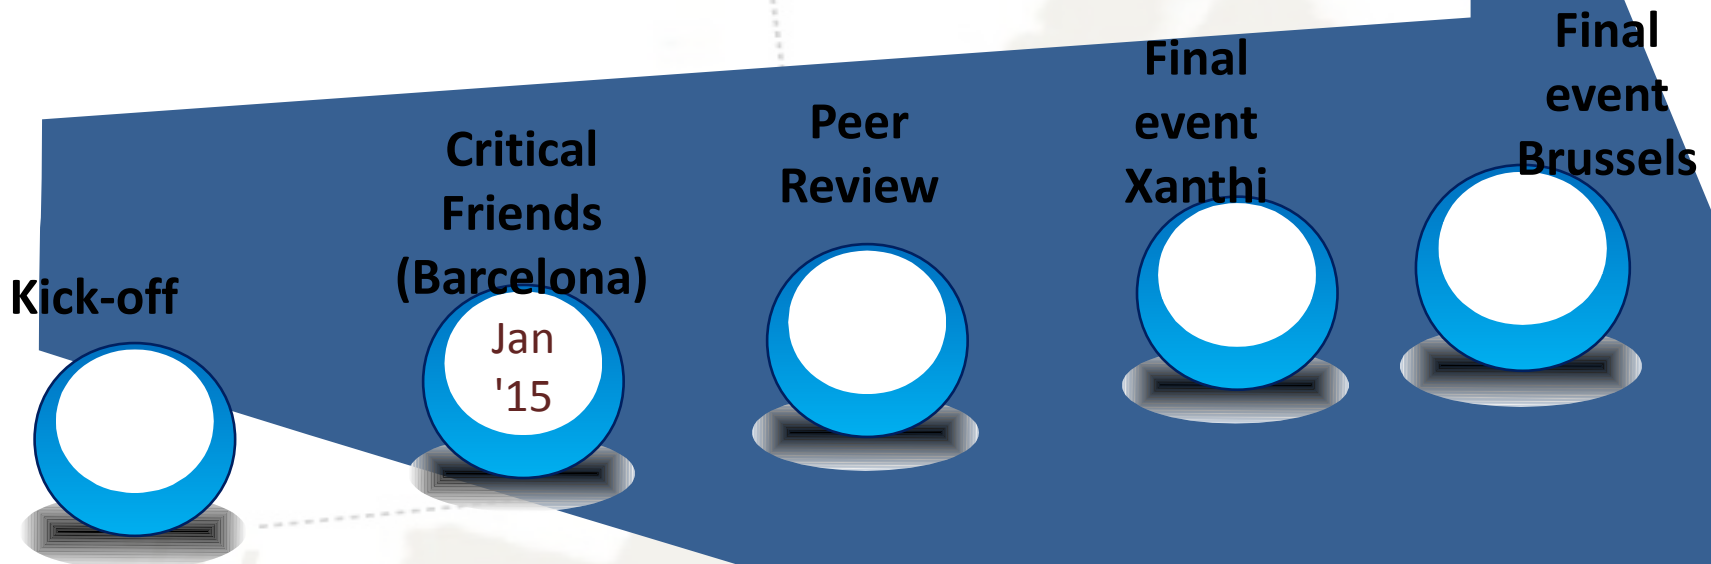 Kick-off
Critical
Friends
(Barcelona)
Jan
'15
Peer
Review
Final
event
Xanthi
Final
event
Brussels